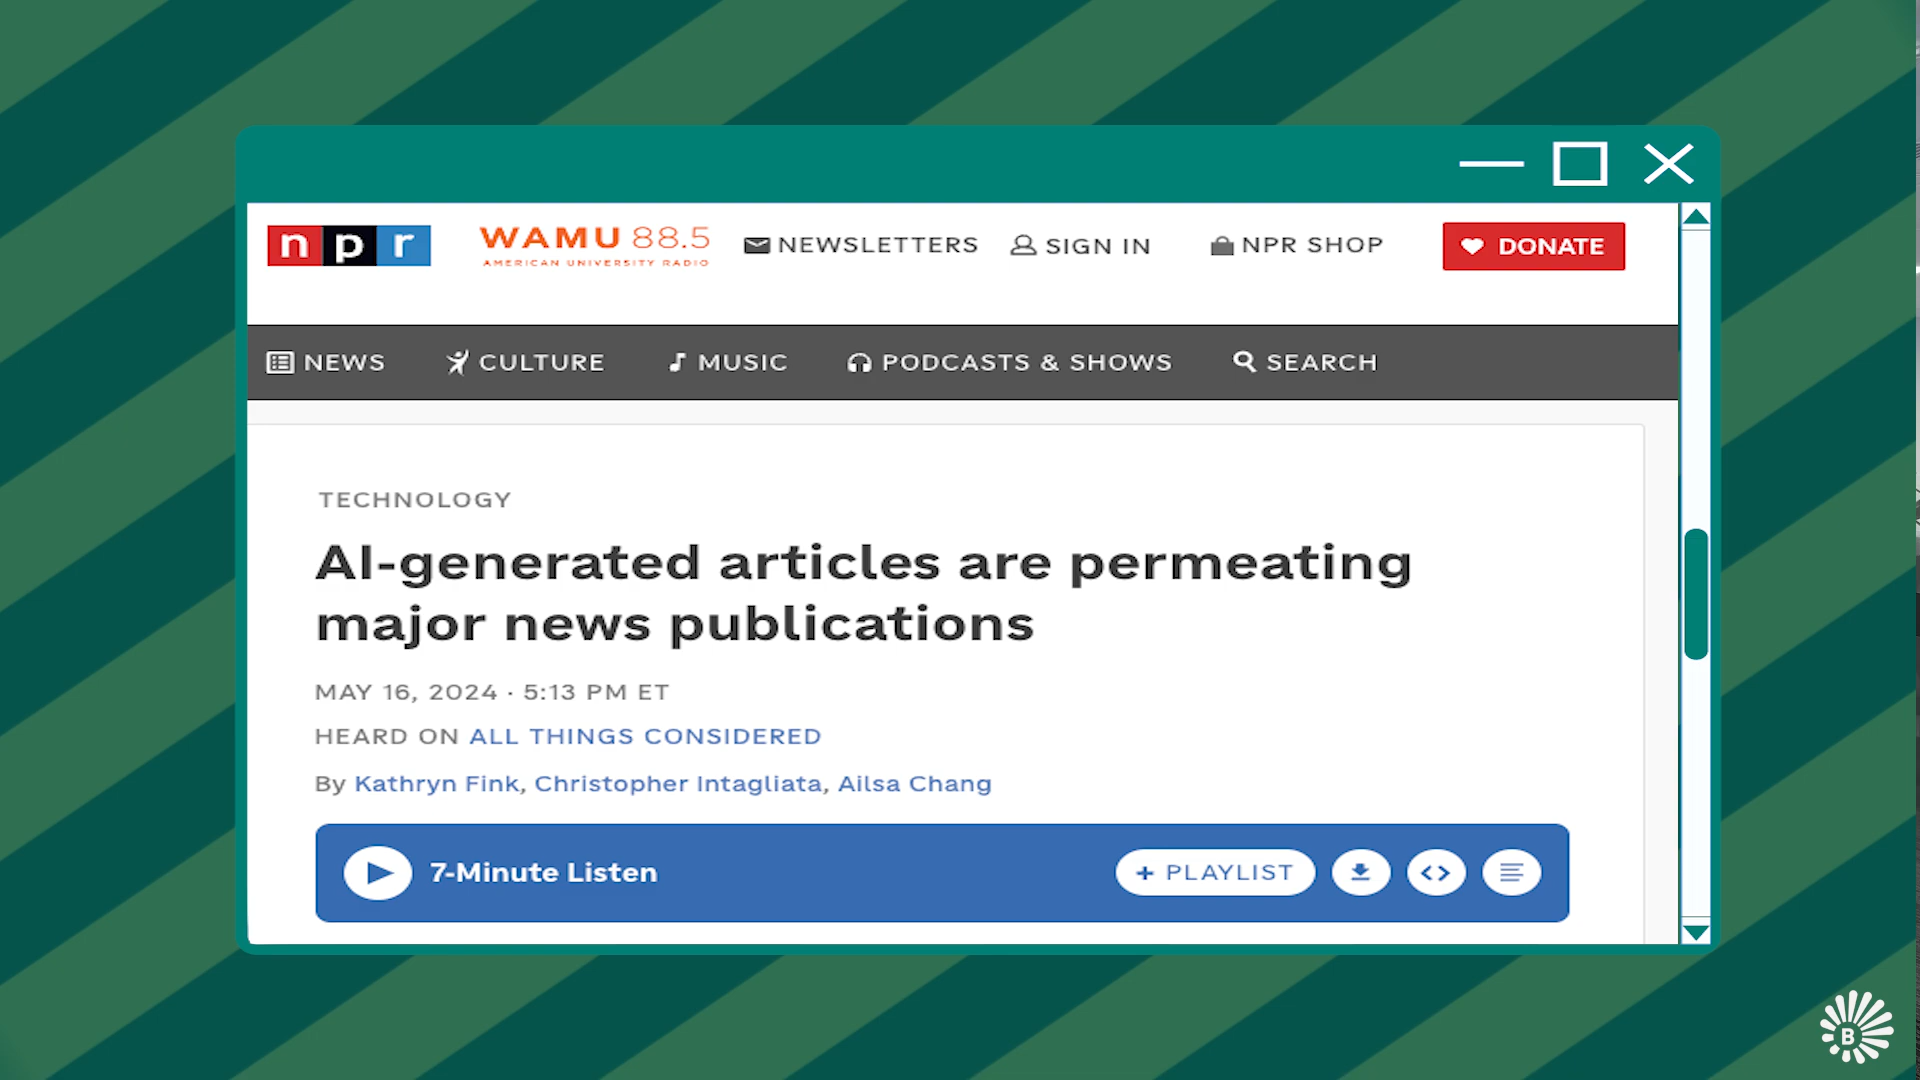 npr WAMU 88.5 NEWSLETTERS SIGN IN NPR SHOP DONATE
AMERICAN UNIVERSITY RADIO
NEWS CULTURE MUSIC PODCASTS & SHOWS SEARCH
TECHNOLOGY
AI-generated articles are permeating
major news publications
MAY 16, 2024 · 5:13 PM ET
HEARD ON ALL THINGS CONSIDERED
By Kathryn Fink, Christopher Intagliata, Ailsa Chang
7-Minute Listen + PLAYLIST
B